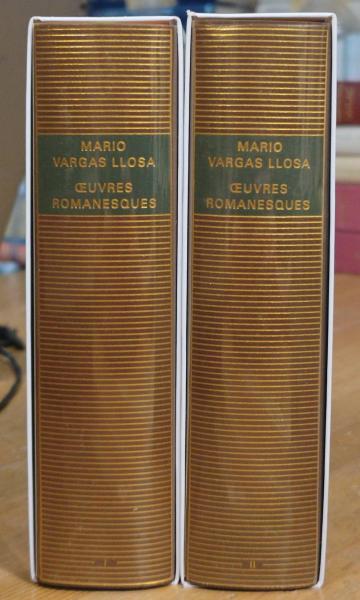 MARIO
VARGAS LLOSA
ŒUVRES
ROMANESQUES
I
MARIO
VARGAS LLOSA
ŒUVRES
ROMANESQUES
II